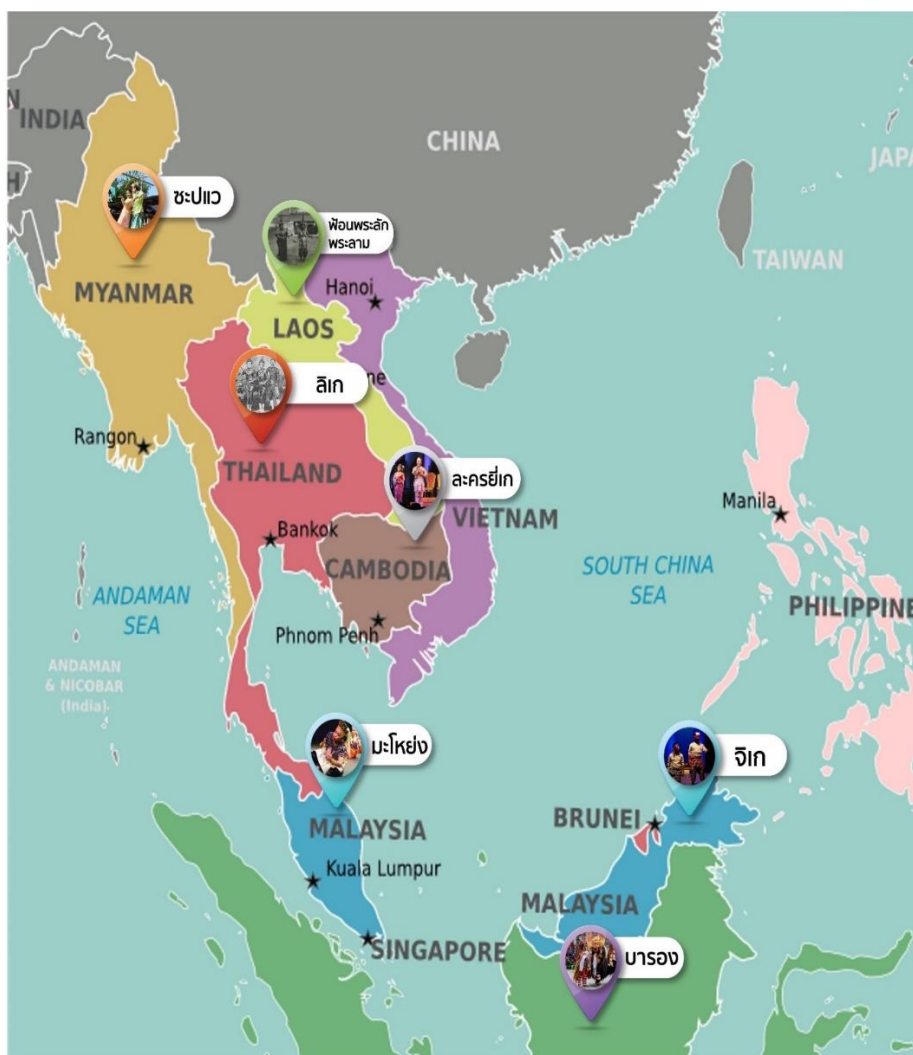 N
INDIA
H
CHINA
JAPA
TAIWAN
ซะปแว
MYANMAR
ฟ้อนพระลัก
พระลาม
Hanoi
LAOS
ลิเก
ne
Rangon
THAILAND
ละครยี่เก
VIETNAM
Manila
Bankok
CAMBODIA
SOUTH CHINA
SEA
ANDAMAN
SEA
PHILIPPINE
Phnom Penh
ANDAMAN
& NICOBAR
(India)
มะโหย่ง
จิเก
MALAYSIA
BRUNEI
Kuala Lumpur
MALAYSIA
SINGAPORE
บารอง